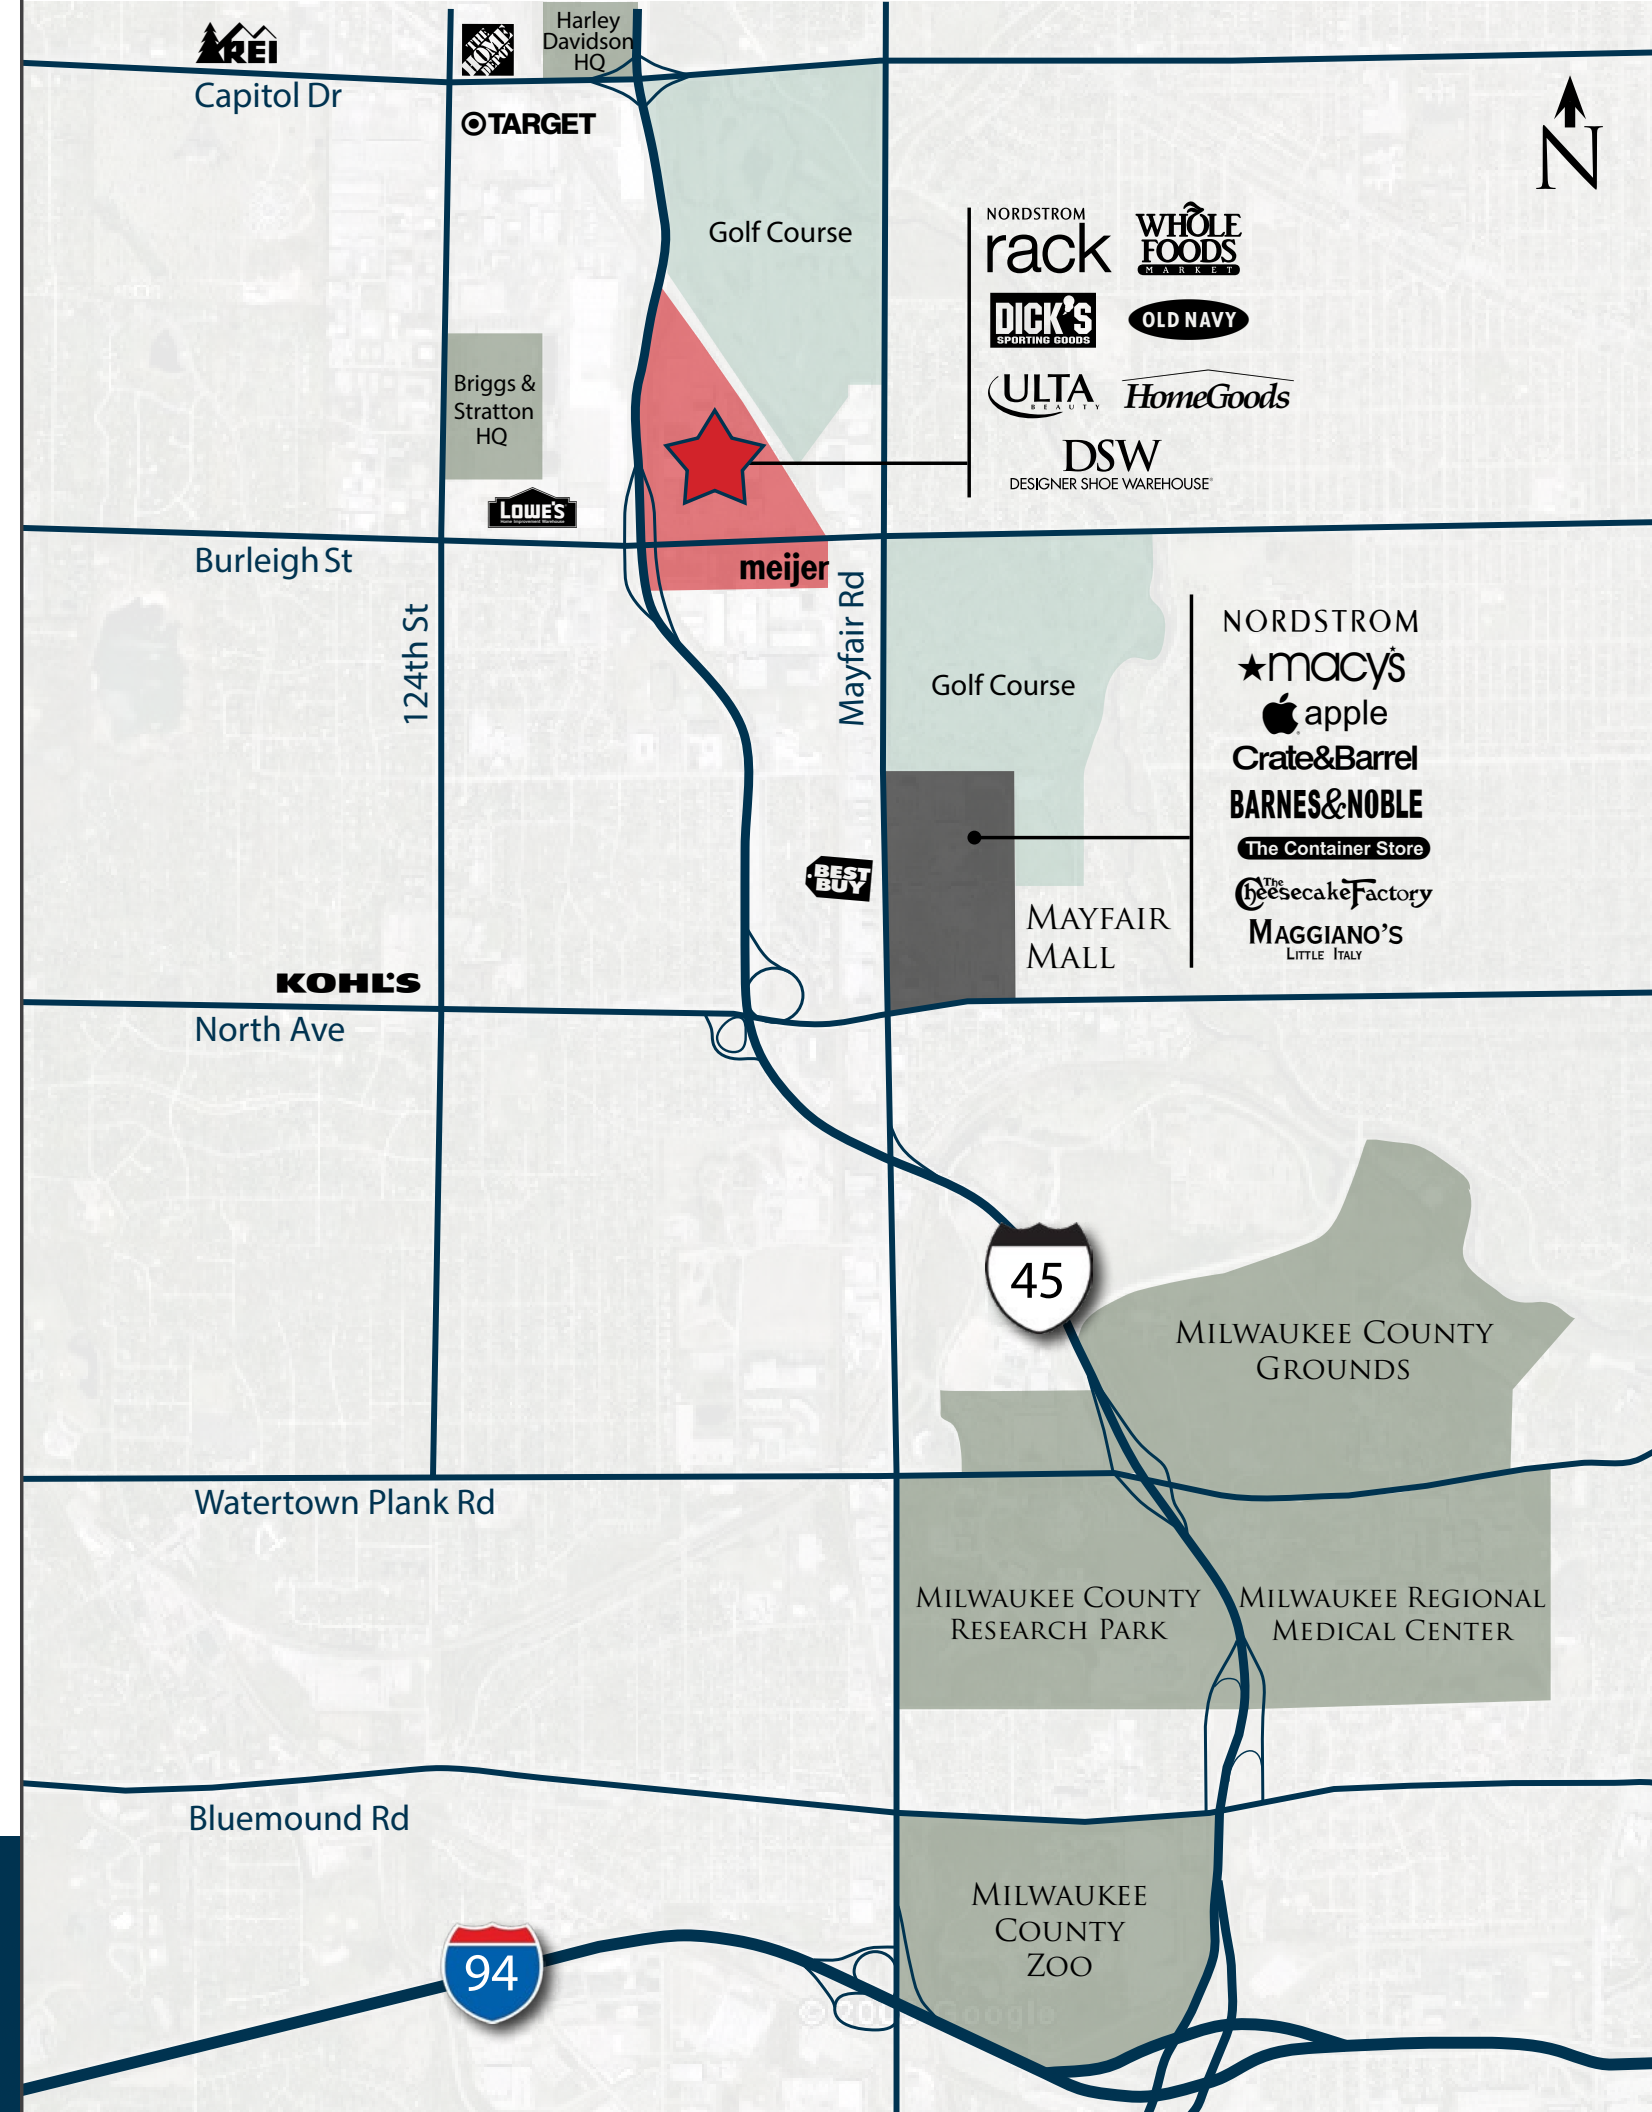 REI
THE
HOME
DEPOT
Harley
Davidson
HQ
Capitol Dr
TARGET
N
Golf Course
NORDSTROM
rack
WHOLE
FOODS
MARKET
DICK'S
SPORTING GOODS
OLD NAVY
Briggs &
Stratton
HQ
ULTA
BEAUTY
HomeGoods
DSW
DESIGNER SHOE WAREHOUSE
LOWE'S
Home Improvement Warehouse
Burleigh St
meijer
124th St
Mayfair Rd
Golf Course
NORDSTROM
macy's
apple
Crate&Barrel
BARNES&NOBLE
The Container Store
The Cheesecake Factory
MAGGIANO'S
LITTLE ITALY
BEST
BUY
MAYFAIR
MALL
KOHL'S
North Ave
45
MILWAUKEE COUNTY
GROUNDS
Watertown Plank Rd
MILWAUKEE COUNTY
RESEARCH PARK
MILWAUKEE REGIONAL
MEDICAL CENTER
Bluemound Rd
MILWAUKEE
COUNTY
ZOO
94
Google